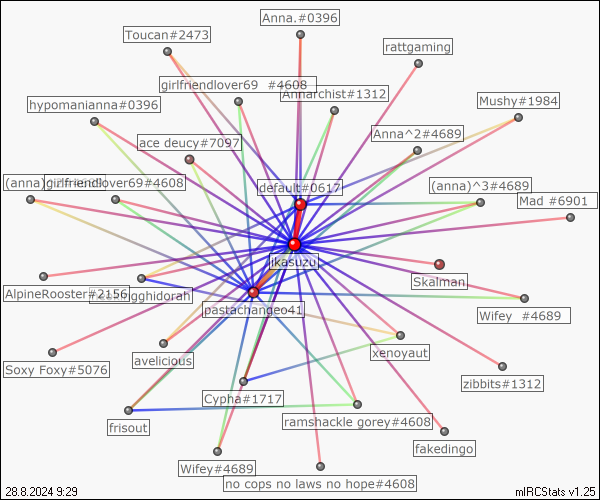 Anna.#0396
Toucan#2473
rattgaming
girlfriendlover69 #4608
Annarchist#1312
Mushy#1984
hypomanianna#0396
Anna^2#4689
ace deucy#7097
(anna)
girlfriendlover69#4608
default#0617
(anna)^3#4689
Mad #6901
jkasuzu
Skalman
AlpineRooster#2156
gghidorah
pastachangeo41
Wifey #4689
Soxy Foxy#5076
avelicious
xenoyaut
zibbits#1312
Cypha#1717
frisout
ramshackle gorey#4608
fakedingo
Wifey#4689
no cops no laws no hope#4608
28.8.2024 9:29
mIRCStats v1.25